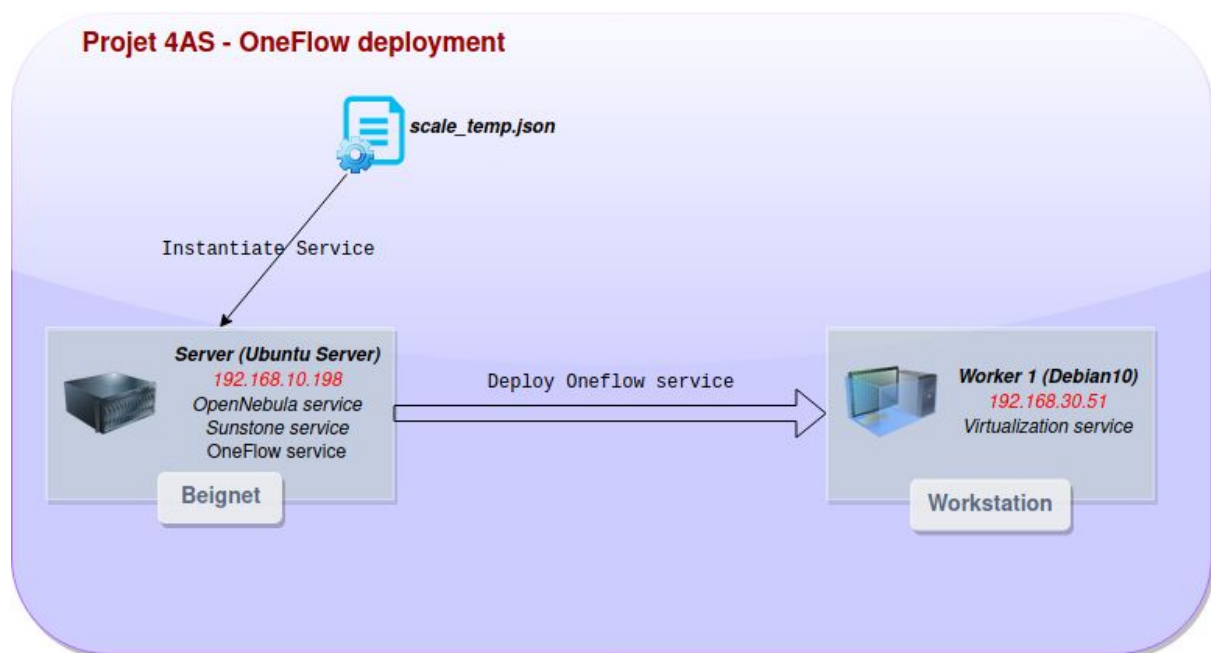 Projet 4AS - OneFlow deployment
scale_temp.json
Instantiate Service
Server (Ubuntu Server)
192.168.10.198
OpenNebula service
Sunstone service
OneFlow service
Beignet
Deploy Oneflow service
Worker 1 (Debian10)
192.168.30.51
Virtualization service
Workstation